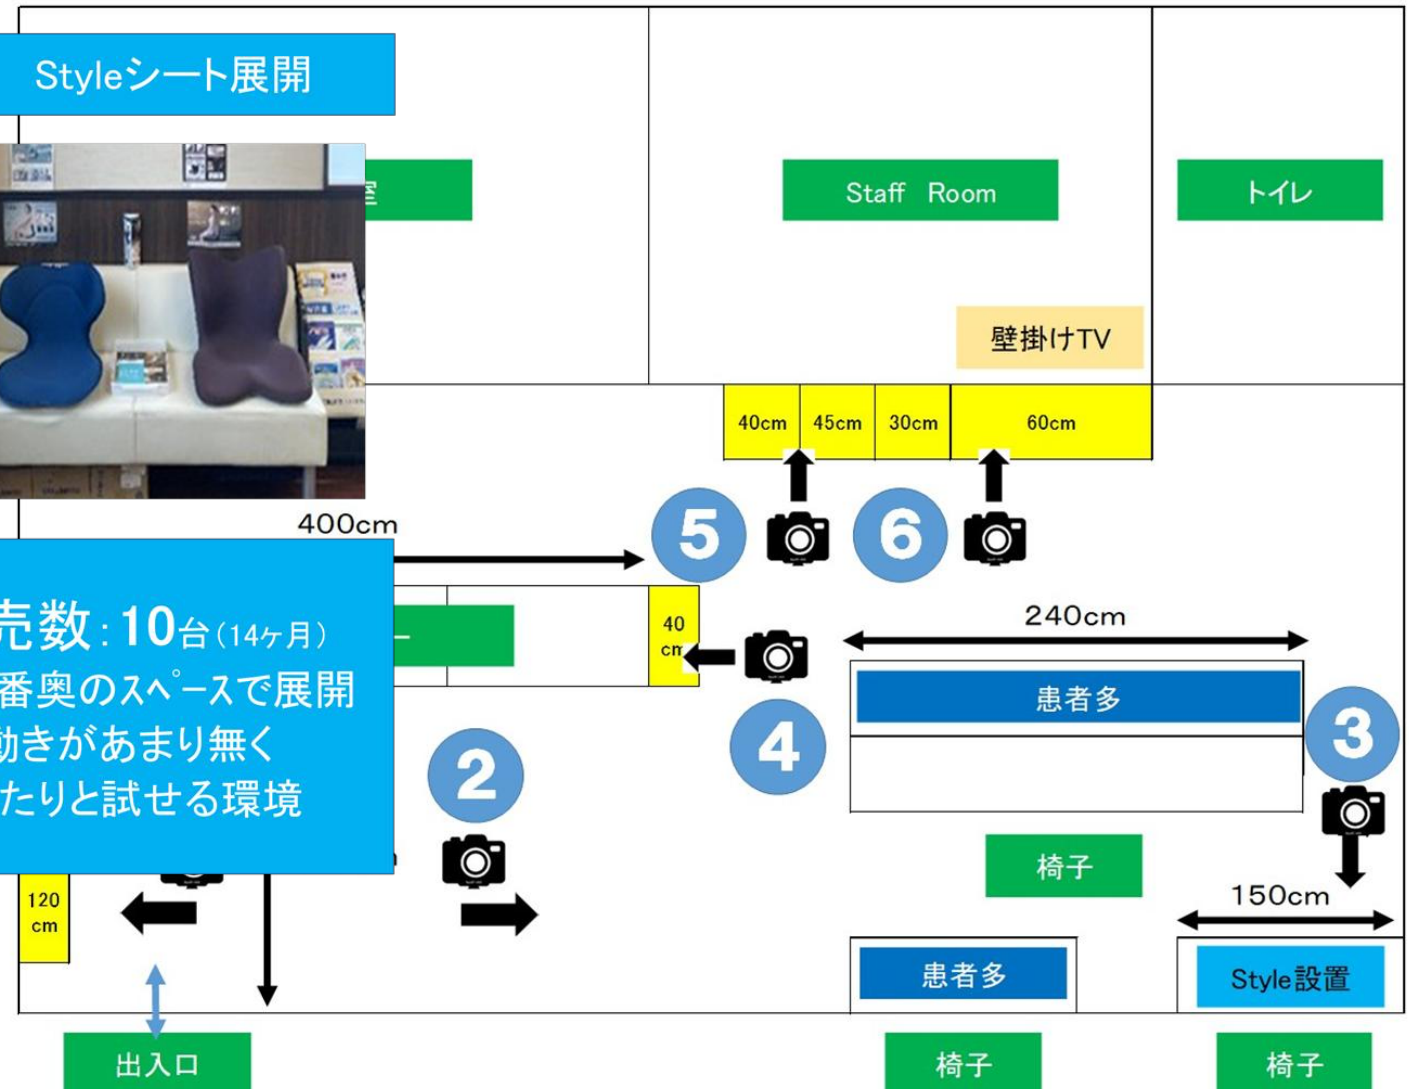 Styleシート展開
室
Staff Room
トイレ
壁掛けTV
40cm
45cm
30cm
60cm
400cm
5
6
売数:10台(14ヶ月)
番奥のスペースで展開
動きがあまり無く
たりと試せる環境
ー
40
cm
240cm
患者多
4
3
2
椅子
150cm
120
cm
患者多
Style設置
出入口
椅子
椅子